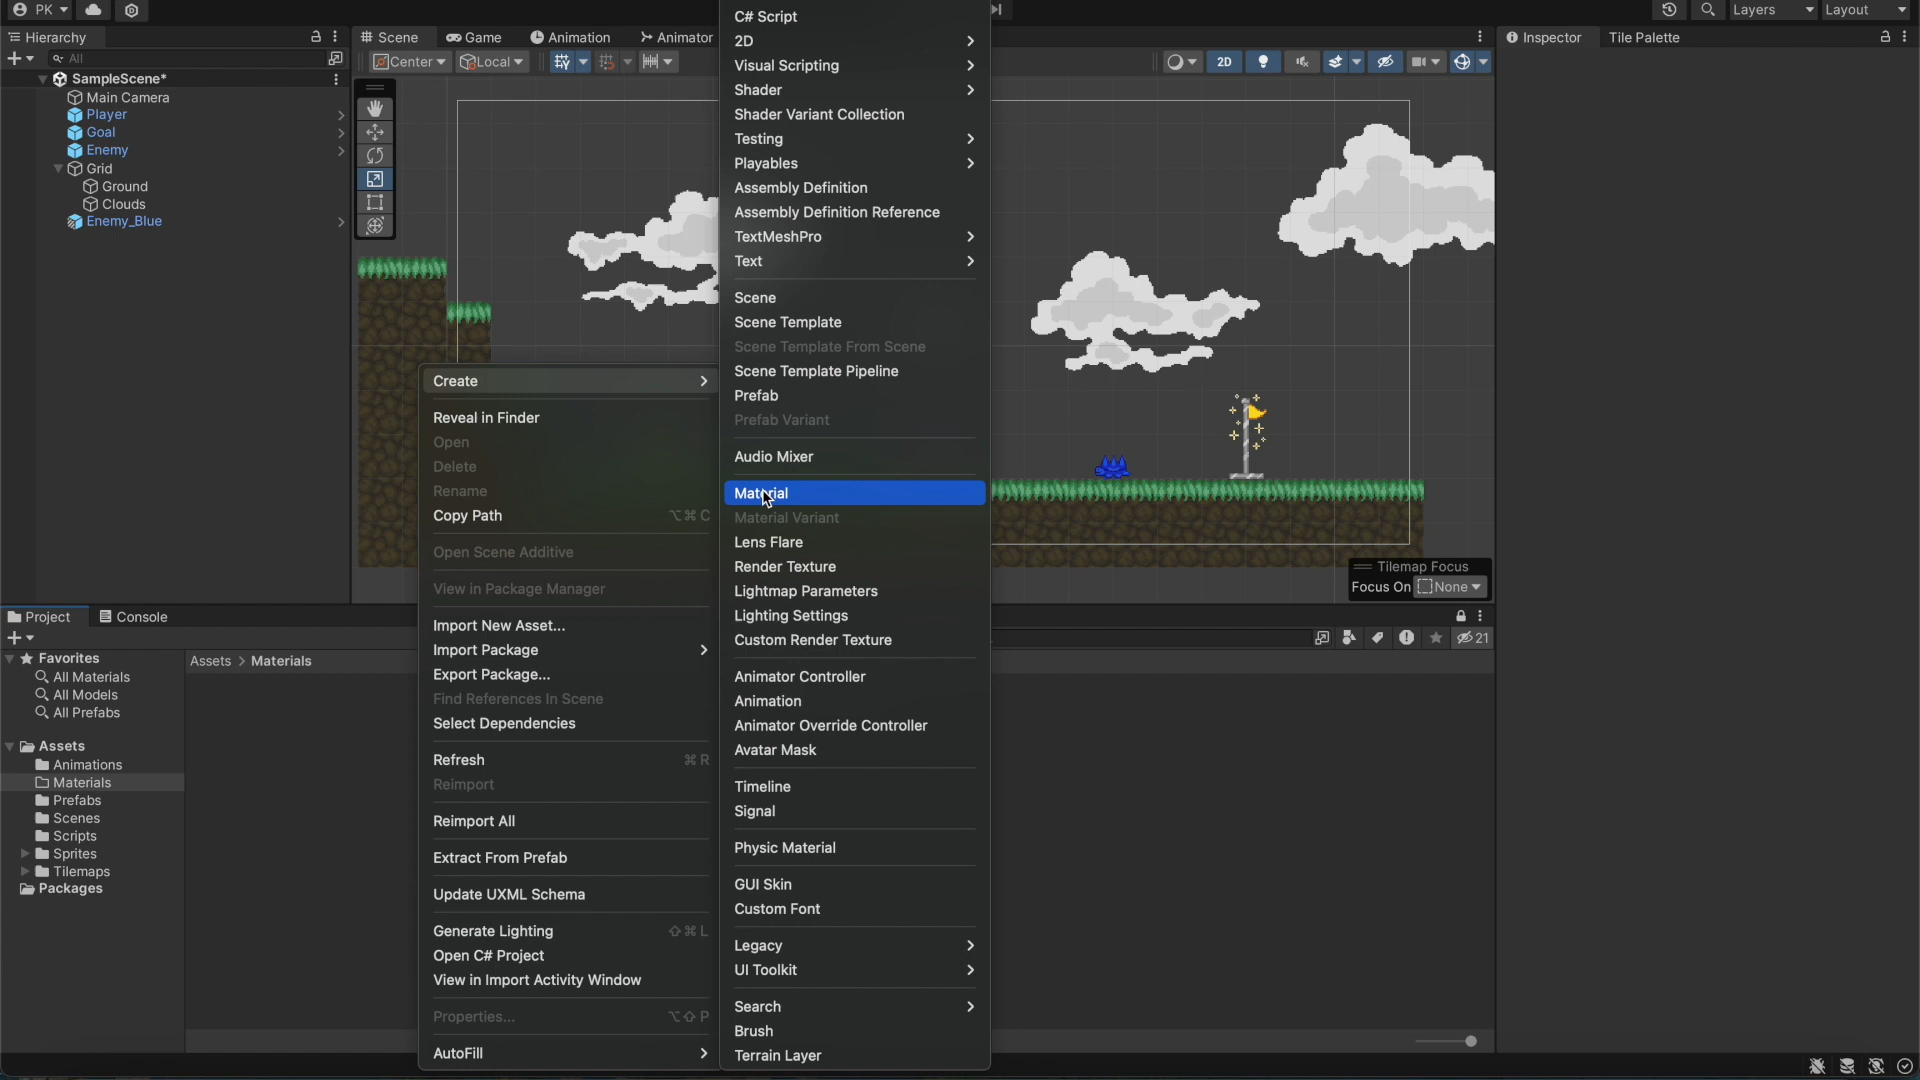 PK
Layers
Layout
Hierarchy
All
SampleScene*
Main Camera
Player
Goal
Enemy
Grid
Ground
Clouds
Enemy_Blue
Scene
Game
Animation
Animator
Center
Local
2D
Inspector
Tile Palette
Create
Reveal in Finder
Open
Delete
Rename
Copy Path ⌥⌘C
Open Scene Additive
View in Package Manager
Import New Asset...
Import Package
Export Package...
Find References In Scene
Select Dependencies
Refresh ⌘R
Reimport
Reimport All
Extract From Prefab
Update UXML Schema
Generate Lighting ⇧⌘L
Open C# Project
View in Import Activity Window
Properties... ⌥⇧P
AutoFill
C# Script
2D
Visual Scripting
Shader
Shader Variant Collection
Testing
Playables
Assembly Definition
Assembly Definition Reference
TextMeshPro
Text
Scene
Scene Template
Scene Template From Scene
Scene Template Pipeline
Prefab
Prefab Variant
Audio Mixer
Material
Material Variant
Lens Flare
Render Texture
Lightmap Parameters
Lighting Settings
Custom Render Texture
Animator Controller
Animation
Animator Override Controller
Avatar Mask
Timeline
Signal
Physic Material
GUI Skin
Custom Font
Legacy
UI Toolkit
Search
Brush
Terrain Layer
Tilemap Focus
Focus On None
Project
Console
21
Favorites
All Materials
All Models
All Prefabs
Assets
Animations
Materials
Prefabs
Scenes
Scripts
Sprites
Tilemaps
Packages
Assets > Materials